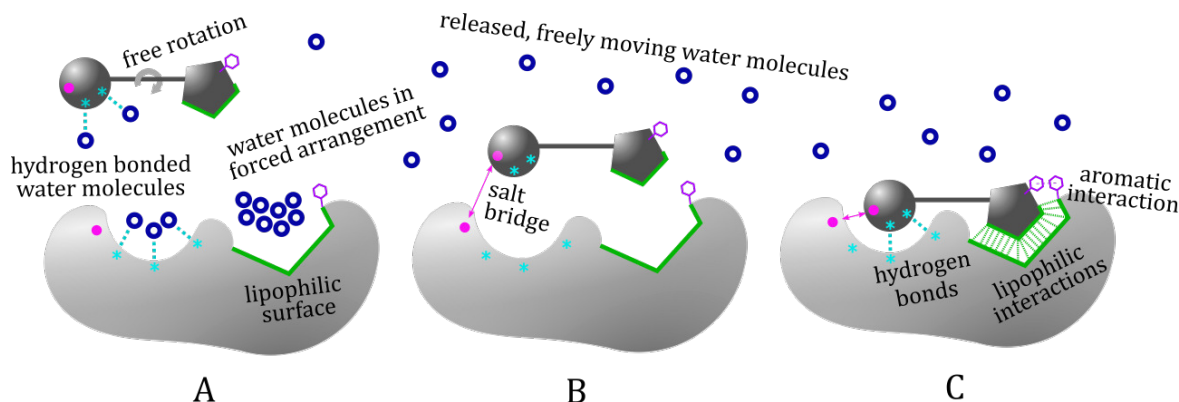 free rotation
released, freely moving water molecules
water molecules in
forced arrangement
hydrogen bonded
water molecules
salt
bridge
aromatic
interaction
lipophilic
surface
hydrogen
bonds
lipophilic
interactions
A
B
C